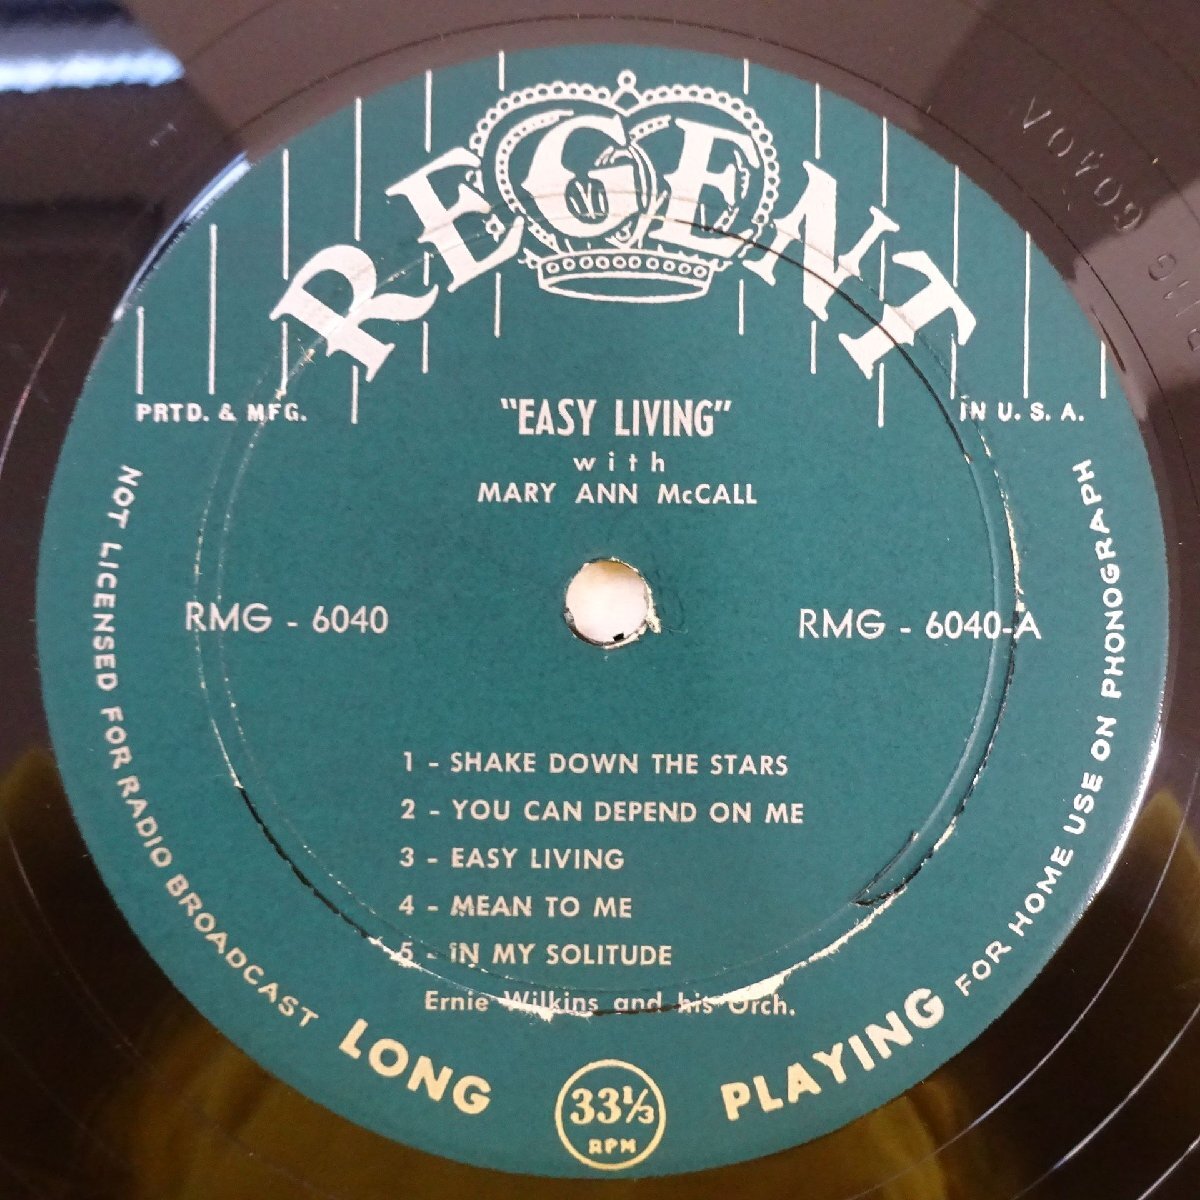 REGENT
PRTD. & MFG.
IN U. S. A.
"EASY LIVING"
with
MARY ANN McCALL
RMG - 6040
RMG - 6040-A
1 - SHAKE DOWN THE STARS
2 - YOU CAN DEPEND ON ME
3 - EASY LIVING
4 - MEAN TO ME
5 - IN MY SOLITUDE
Ernie Wilkins and his Orch.
NOT LICENSED FOR RADIO BROADCAST
LONG
33⅓
RPM
PLAYING
FOR HOME USE ON PHONOGRAPH